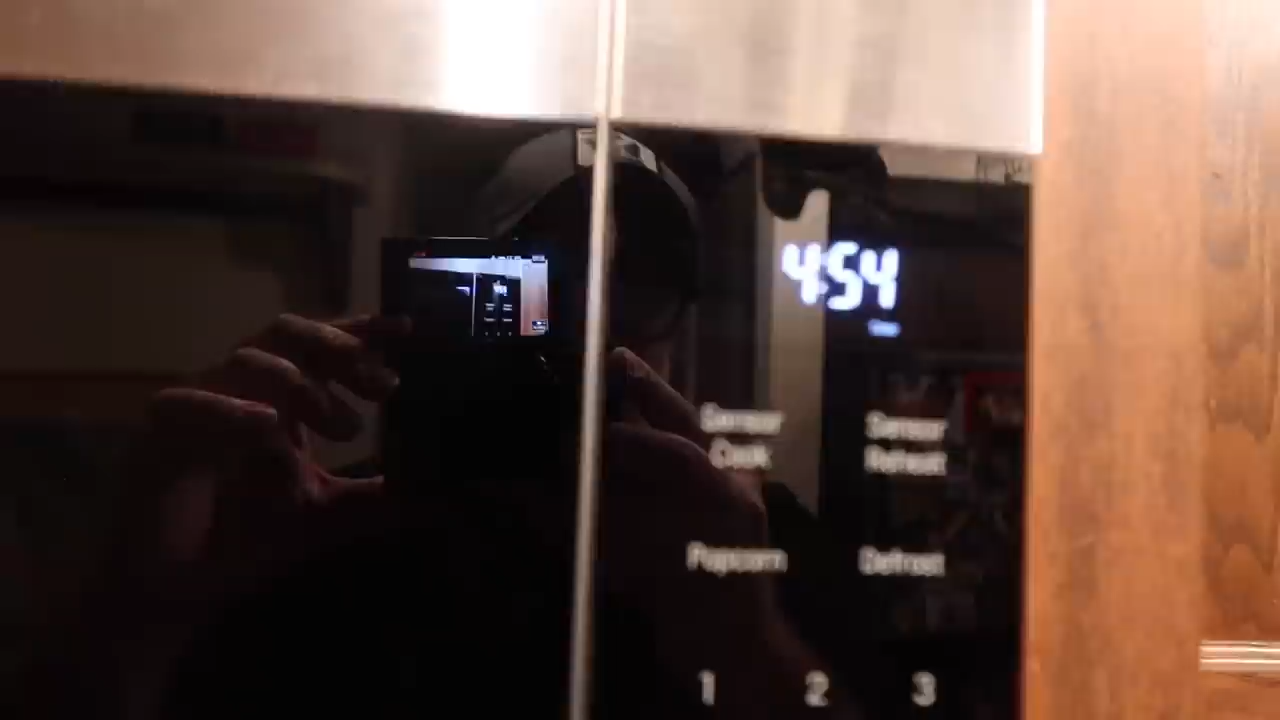 4:54
Sensor Cook
Sensor Reheat
Popcorn
Defrost
1 2 3